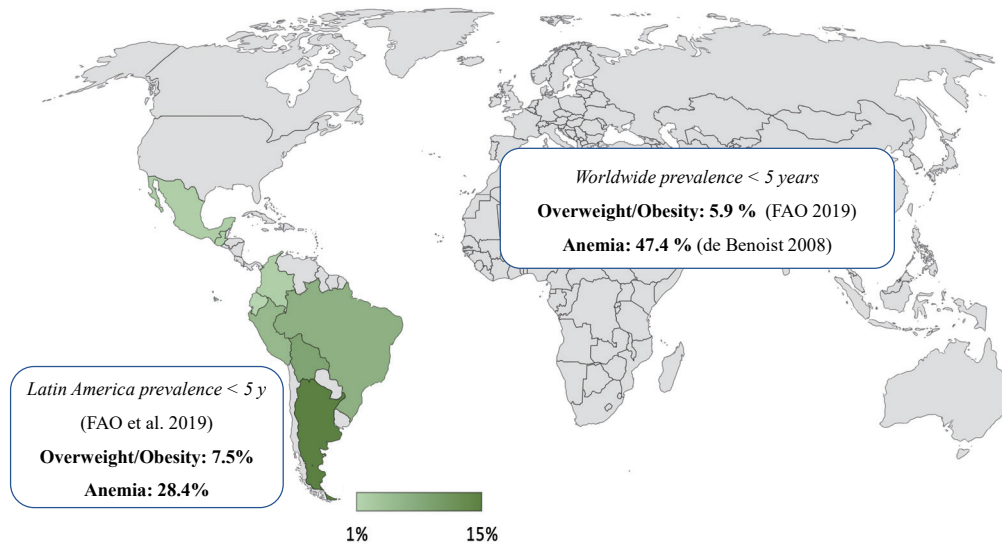 Worldwide prevalence < 5 years
Overweight/Obesity: 5.9 % (FAO 2019)
Anemia: 47.4 % (de Benoist 2008)
Latin America prevalence < 5 y
(FAO et al. 2019)
Overweight/Obesity: 7.5%
Anemia: 28.4%
1% 15%